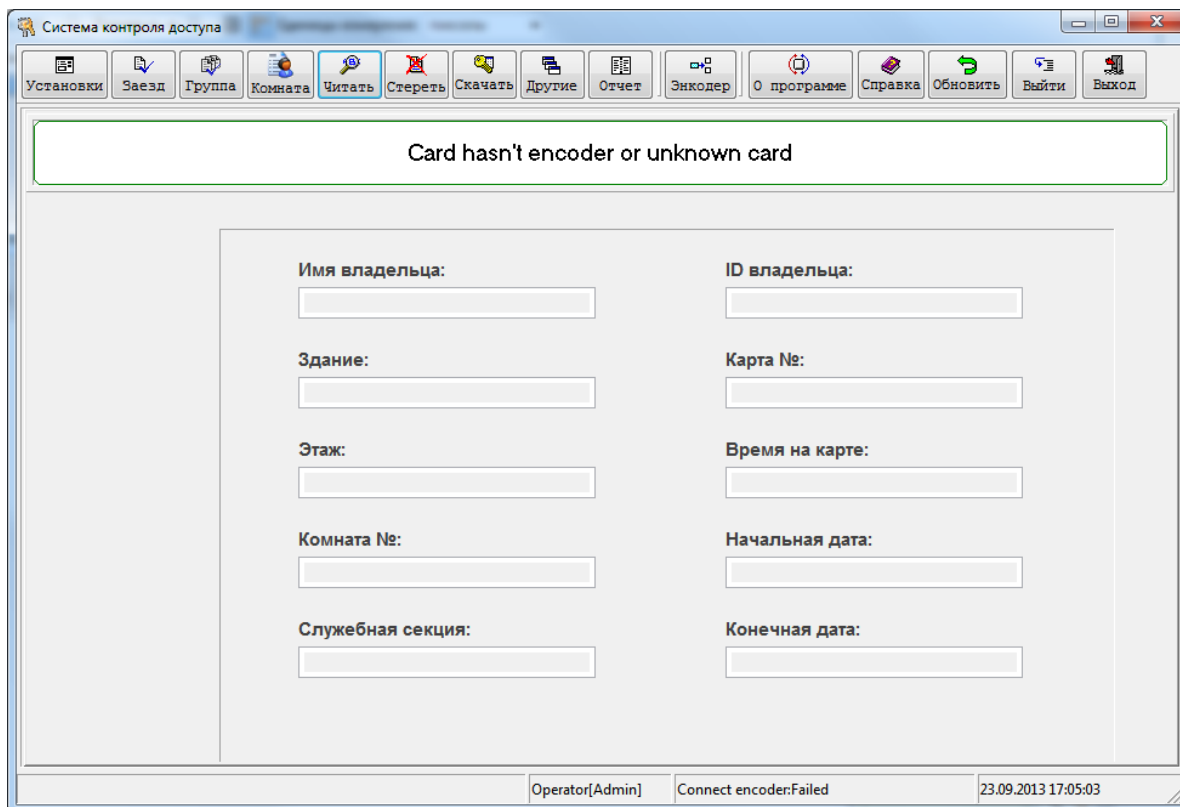 Система контроля доступа
Установки Заезд Группа Комната Читать Стереть Скачать Другие Отчет Энкодер О программе Справка Обновить Выйти Выход
Card hasn't encoder or unknown card
Имя владельца: ID владельца:
Здание: Карта №:
Этаж: Время на карте:
Комната №: Начальная дата:
Служебная секция: Конечная дата:
Operator[Admin] Connect encoder:Failed 23.09.2013 17:05:03